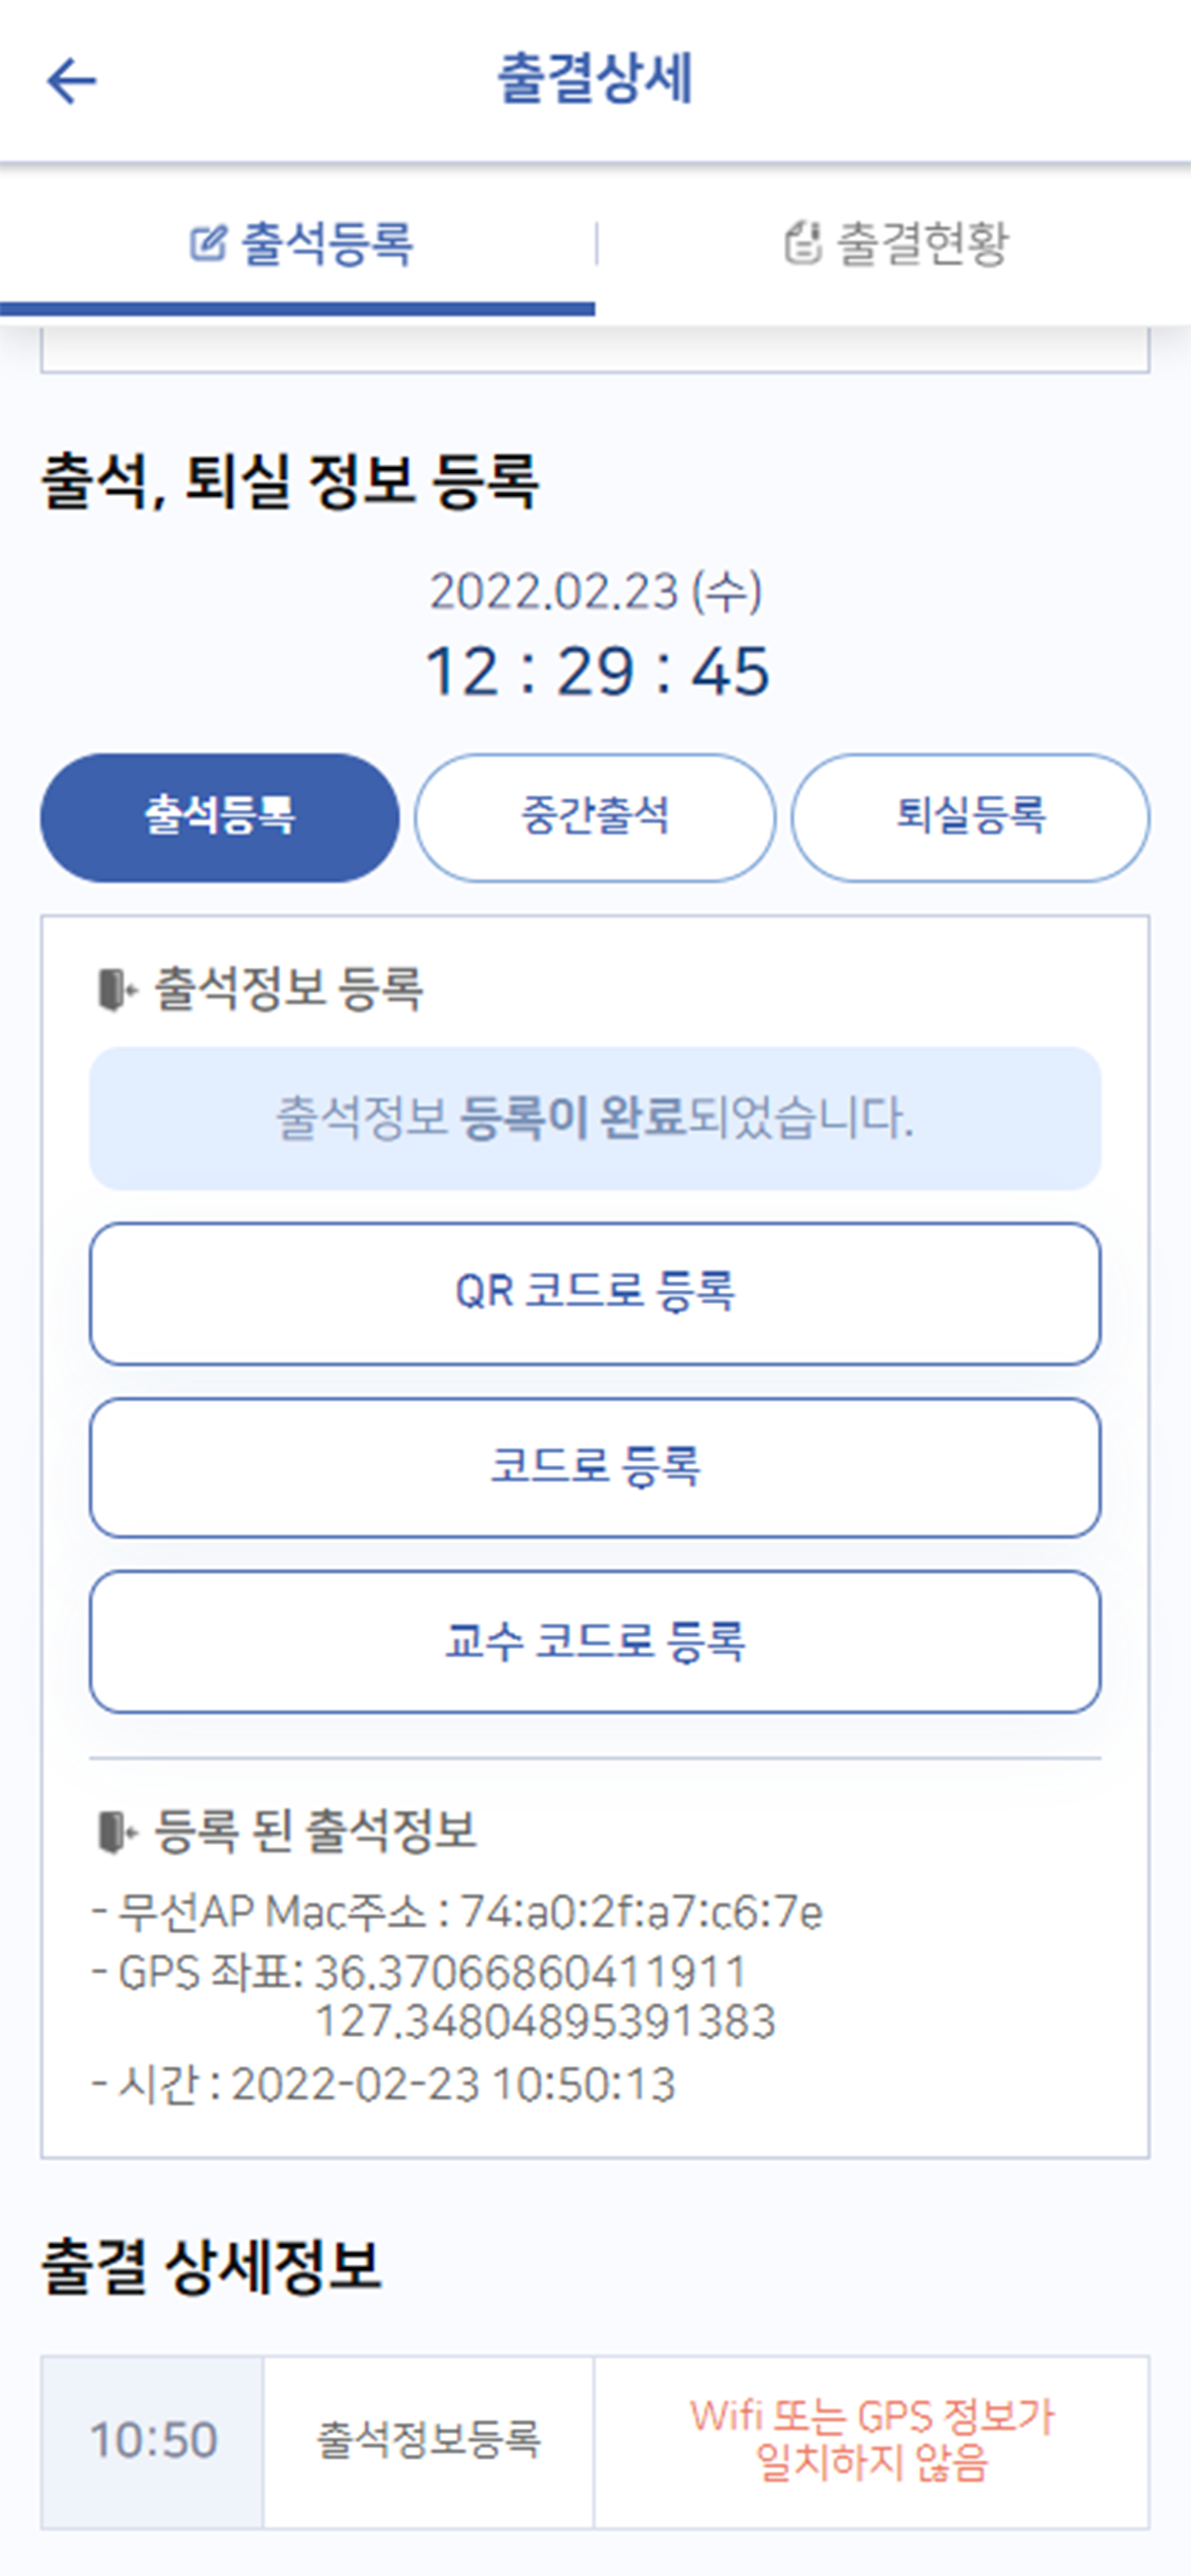 출결상세
출석등록
출결현황
출석, 퇴실 정보 등록
2022.02.23 (수)
12 : 29 : 45
출석등록
중간출석
퇴실등록
출석정보 등록
출석정보 등록이 완료되었습니다.
QR 코드로 등록
코드로 등록
교수 코드로 등록
등록 된 출석정보
- 무선AP Mac주소 : 74:a0:2f:a7:c6:7e
- GPS 좌표: 36.37066860411911
127.34804895391383
- 시간 : 2022-02-23 10:50:13
출결 상세정보
10:50
출석정보등록
Wifi 또는 GPS 정보가
일치하지 않음